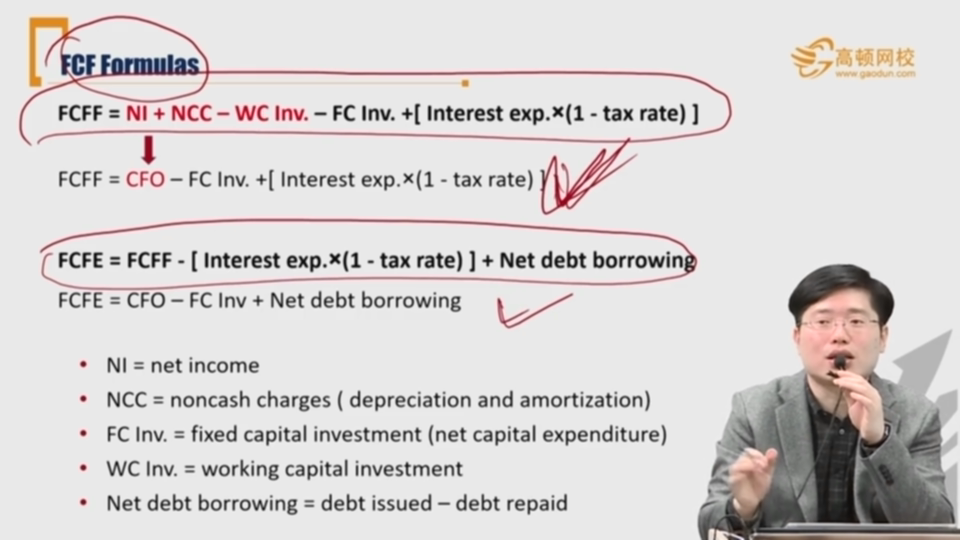 FCF Formulas
高顿网校
www.gaodun.com
FCFF = NI + NCC – WC Inv. – FC Inv. +[ Interest exp.×(1 - tax rate) ]
FCFF = CFO – FC Inv. +[ Interest exp.×(1 - tax rate) ]
FCFE = FCFF - [ Interest exp.×(1 - tax rate) ] + Net debt borrowing
FCFE = CFO – FC Inv + Net debt borrowing
• NI = net income
• NCC = noncash charges ( depreciation and amortization)
• FC Inv. = fixed capital investment (net capital expenditure)
• WC Inv. = working capital investment
• Net debt borrowing = debt issued – debt repaid